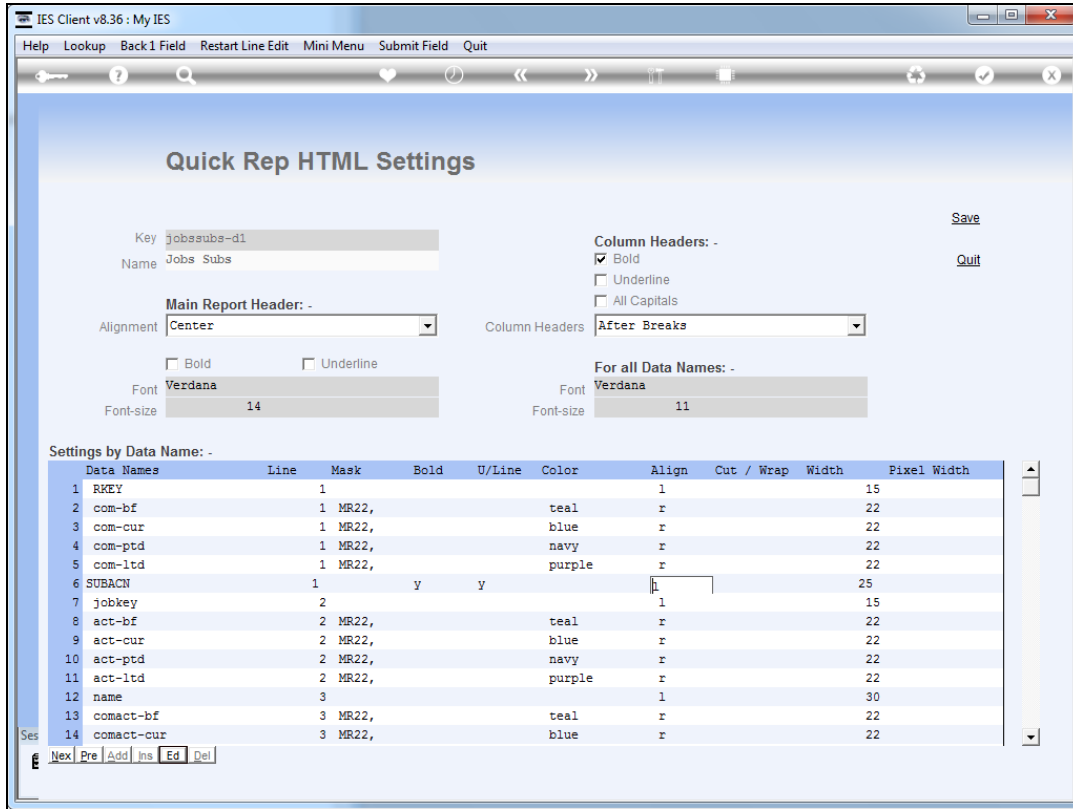 IES Client v8.36 : My IES
Help Lookup Back 1 Field Restart Line Edit Mini Menu Submit Field Quit
Quick Rep HTML Settings
Save
Key jobssubs-d1
Column Headers: -
Name Jobs Subs
Bold
Quit
Underline
Main Report Header: -
All Capitals
Alignment Center
Column Headers After Breaks
Bold Underline
For all Data Names: -
Font Verdana
Font Verdana
Font-size 14
Font-size 11
Settings by Data Name: -
Data Names Line Mask Bold U/Line Color Align Cut / Wrap Width Pixel Width
1 RKEY 1 l 15
2 com-bf 1 MR22, teal r 22
3 com-cur 1 MR22, blue r 22
4 com-ptd 1 MR22, navy r 22
5 com-ltd 1 MR22, purple r 22
6 SUBACN 1 y y l 25
7 jobkey 2 l 15
8 act-bf 2 MR22, teal r 22
9 act-cur 2 MR22, blue r 22
10 act-ptd 2 MR22, navy r 22
11 act-ltd 2 MR22, purple r 22
12 name 3 l 30
13 comact-bf 3 MR22, teal r 22
14 comact-cur 3 MR22, blue r 22
Ses
Nex Pre Add Ins Ed Del